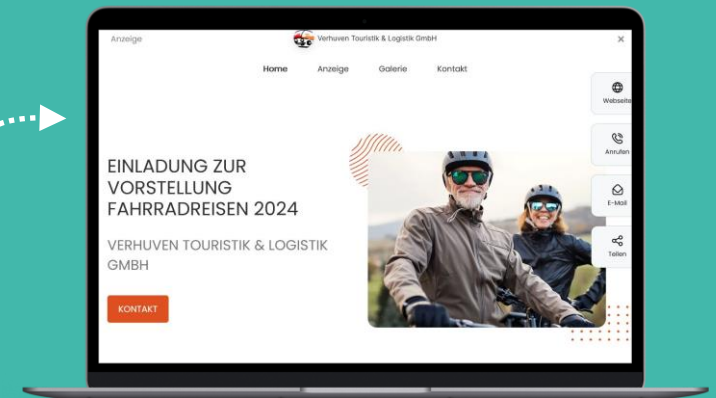 Anzeige
Verhuven Touristik & Logistik GmbH
Home Anzeige Galerie Kontakt
Webseite
Anrufen
E-Mail
Teilen
EINLADUNG ZUR
VORSTELLUNG
FAHRRADREISEN 2024
VERHUVEN TOURISTIK & LOGISTIK
GMBH
KONTAKT